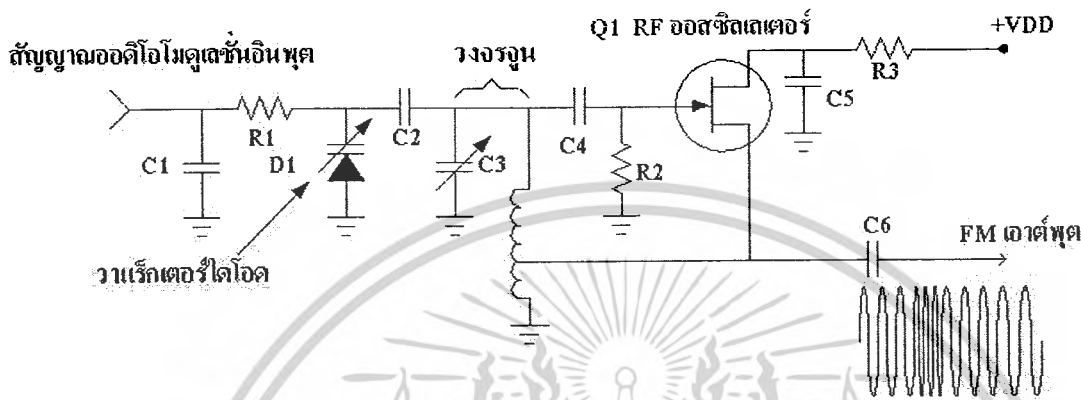 Q1 RF ออสซิลเลเตอร์
+VDD
สัญญาณออดิโอโมดูเลชั่นอินพุต
วงจรจูน
R3
C5
C2
C4
R1
C1
D1
C3
R2
C6
FM เอาต์พุต
วาแร็กเตอร์ไดโอด